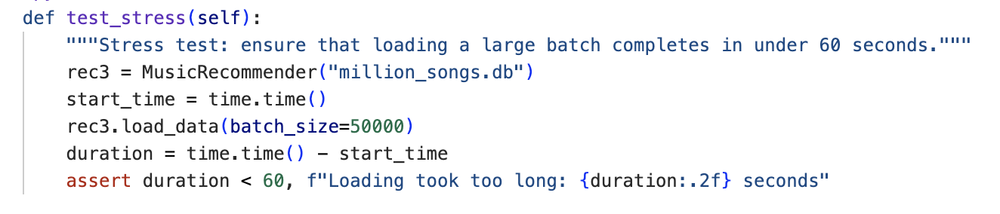 def test_stress(self):
    """Stress test: ensure that loading a large batch completes in under 60 seconds."""
    rec3 = MusicRecommender("million_songs.db")
    start_time = time.time()
    rec3.load_data(batch_size=50000)
    duration = time.time() - start_time
    assert duration < 60, f"Loading took too long: {duration:.2f} seconds"